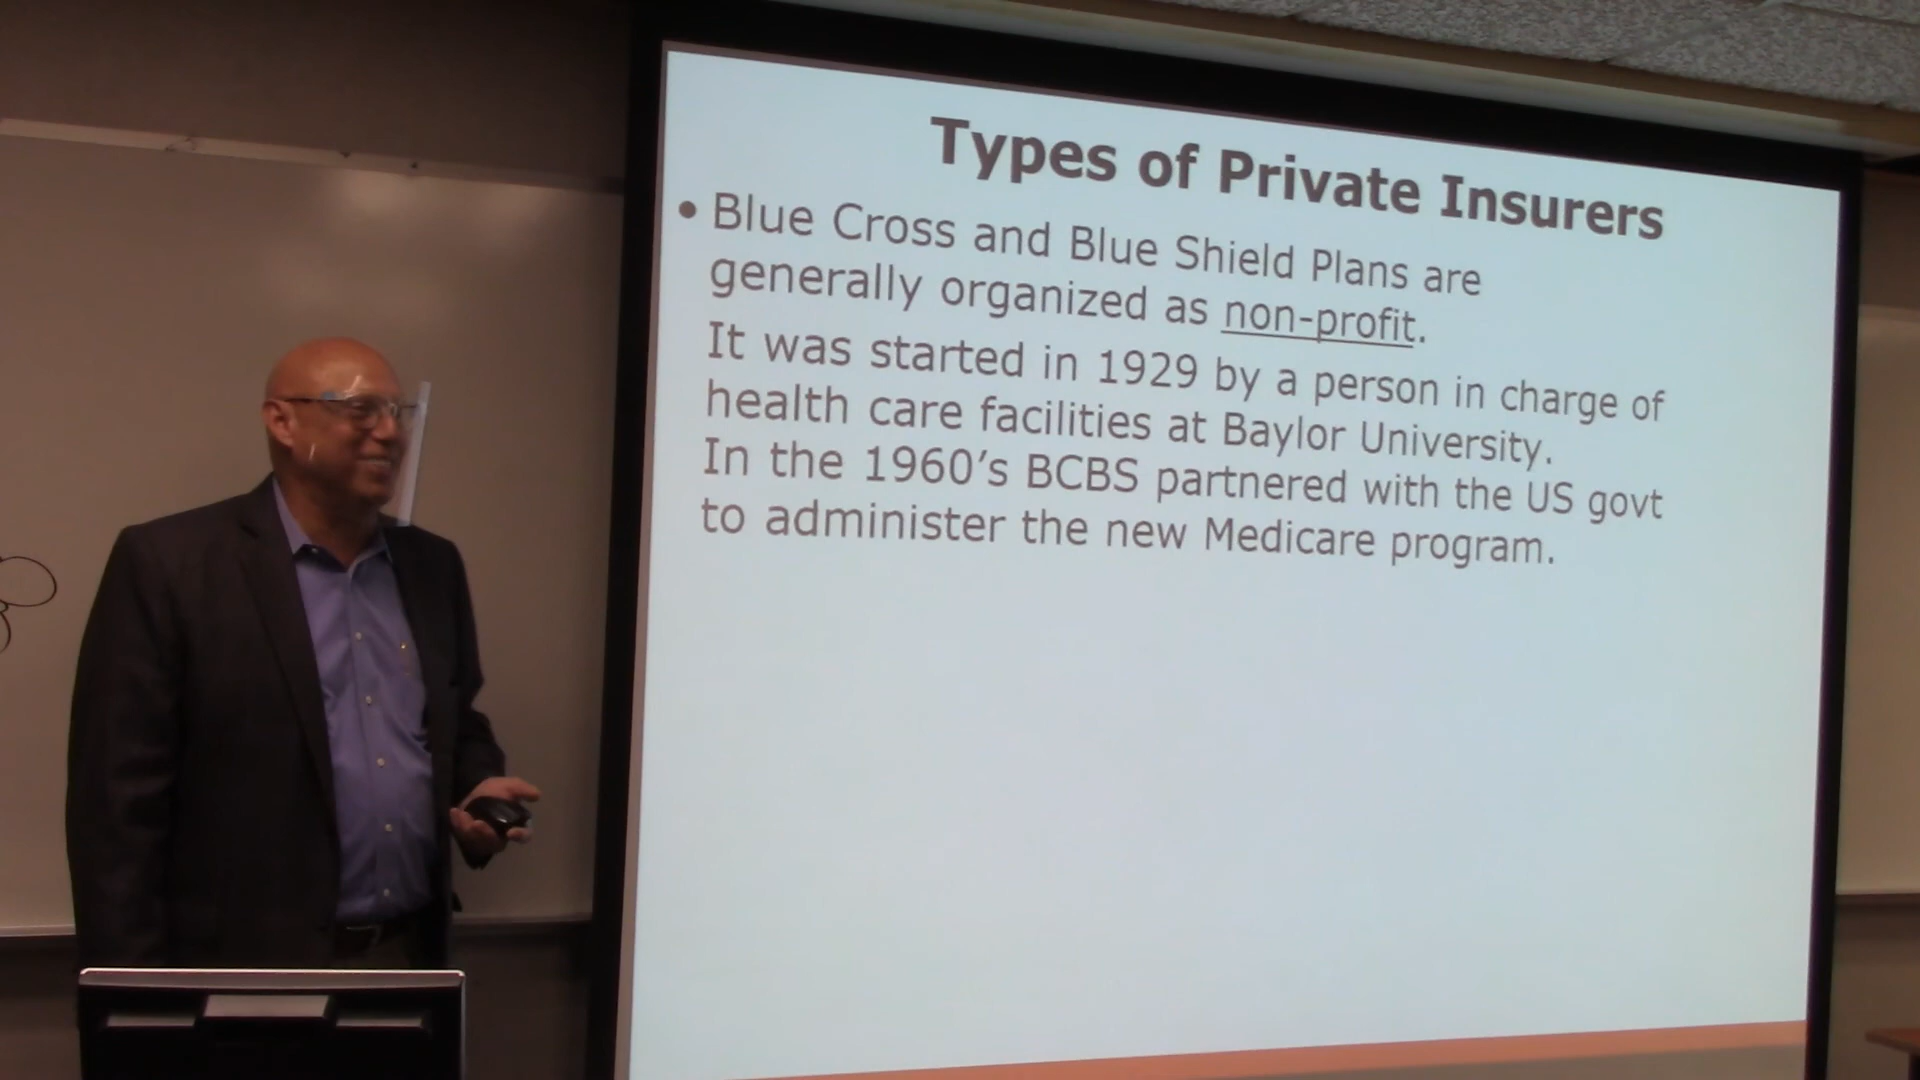 Types of Private Insurers
• Blue Cross and Blue Shield Plans are
generally organized as non-profit.
It was started in 1929 by a person in charge of
health care facilities at Baylor University.
In the 1960’s BCBS partnered with the US govt
to administer the new Medicare program.